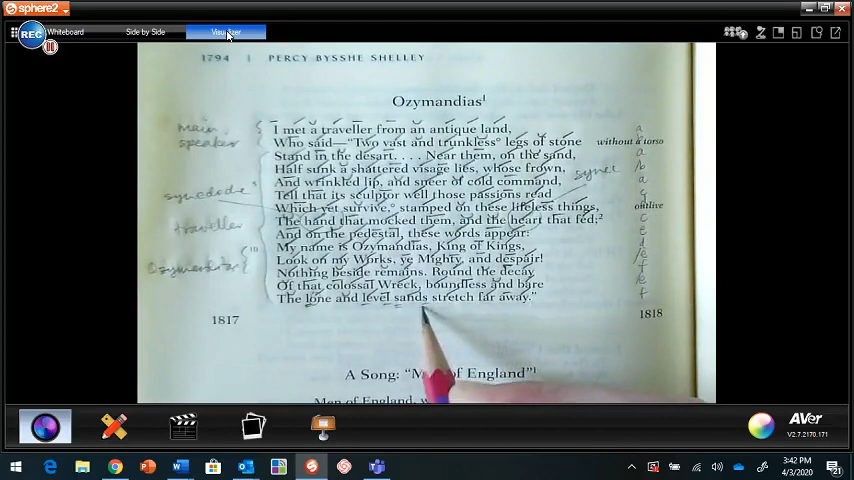 sphere2
REC
Whiteboard
Side by Side
Visualizer
1794 | PERCY BYSSHE SHELLEY
Ozymandias¹
I met a traveller from an antique land,
Who said—"Two vast and trunkless° legs of stone without a torso
Stand in the desart. . . . Near them, on the sand,
Half sunk a shattered visage lies, whose frown,
And wrinkled lip, and sneer of cold command,
Tell that its sculptor well those passions read
Which yet survive,° stamped on these lifeless things, outlive
The hand that mocked them, and the heart that fed;²
And on the pedestal, these words appear:
10
My name is Ozymandias, King of Kings,
Look on my Works, ye Mighty, and despair!
Nothing beside remains. Round the decay
Of that colossal Wreck, boundless and bare
The lone and level sands stretch far away."
1817
1818
main
speaker
traveller
a
b
a
b
a
c
e
f
e
f
A Song: "M of England"¹
Men of England, w
AVer
V2.7.2170.171
3:42 PM
4/3/2020
21